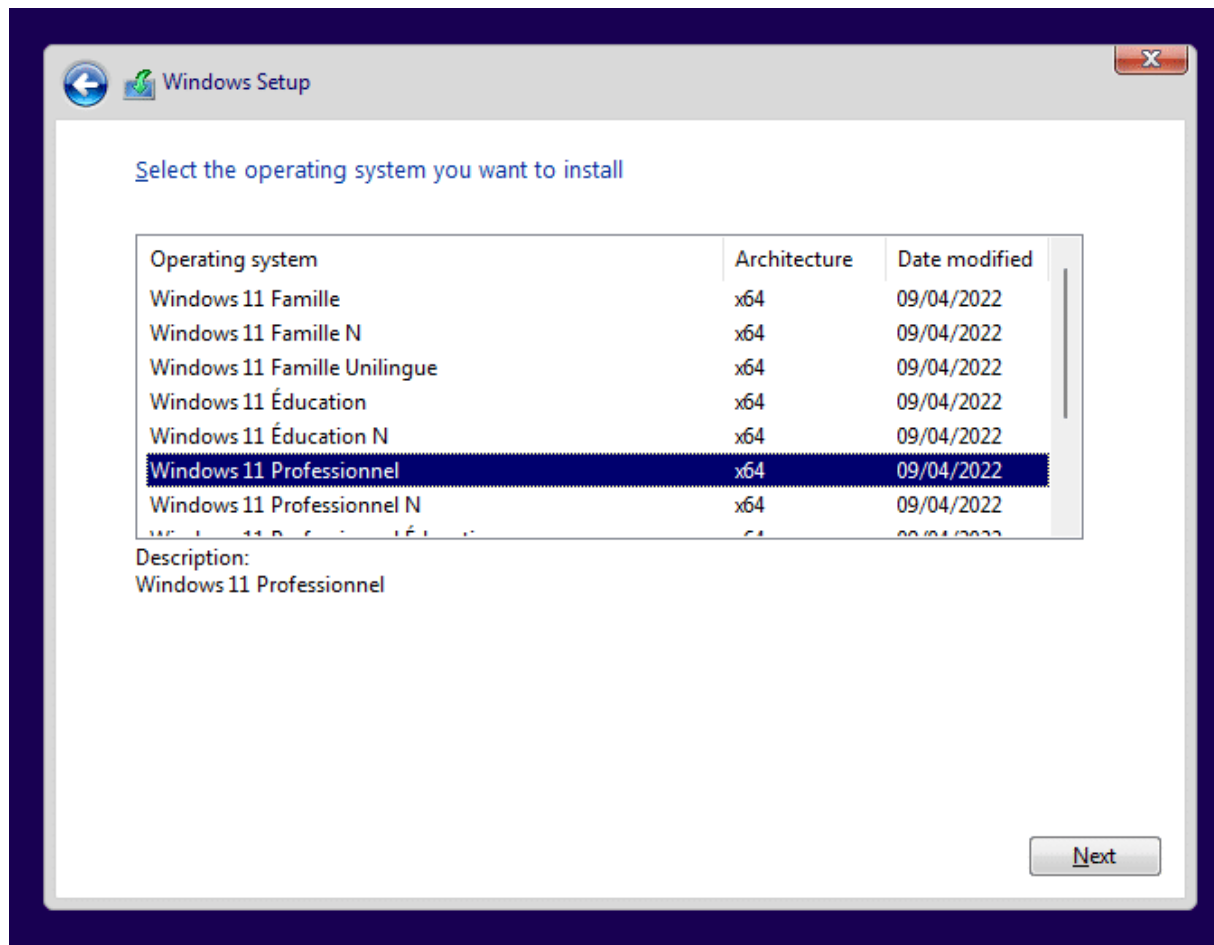 Windows Setup
Select the operating system you want to install
Operating system Architecture Date modified
Windows 11 Famille x64 09/04/2022
Windows 11 Famille N x64 09/04/2022
Windows 11 Famille Unilingue x64 09/04/2022
Windows 11 Éducation x64 09/04/2022
Windows 11 Éducation N x64 09/04/2022
Windows 11 Professionnel x64 09/04/2022
Windows 11 Professionnel N x64 09/04/2022
Description:
Windows 11 Professionnel
Next